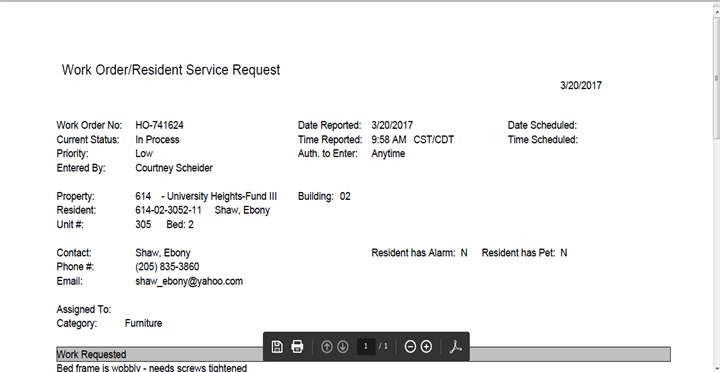 Work Order/Resident Service Request
3/20/2017
Work Order No: HO-741624 Date Reported: 3/20/2017 Date Scheduled:
Current Status: In Process Time Reported: 9:58 AM CST/CDT Time Scheduled:
Priority: Low Auth. to Enter: Anytime
Entered By: Courtney Scheider
Property: 614 - University Heights-Fund III Building: 02
Resident: 614-02-3052-11 Shaw, Ebony
Unit #: 305 Bed: 2
Contact: Shaw, Ebony Resident has Alarm: N Resident has Pet: N
Phone #: (205) 835-3860
Email: shaw_ebony@yahoo.com
Assigned To:
Category: Furniture
1 / 1
Work Requested
Bed frame is wobbly - needs screws tightened